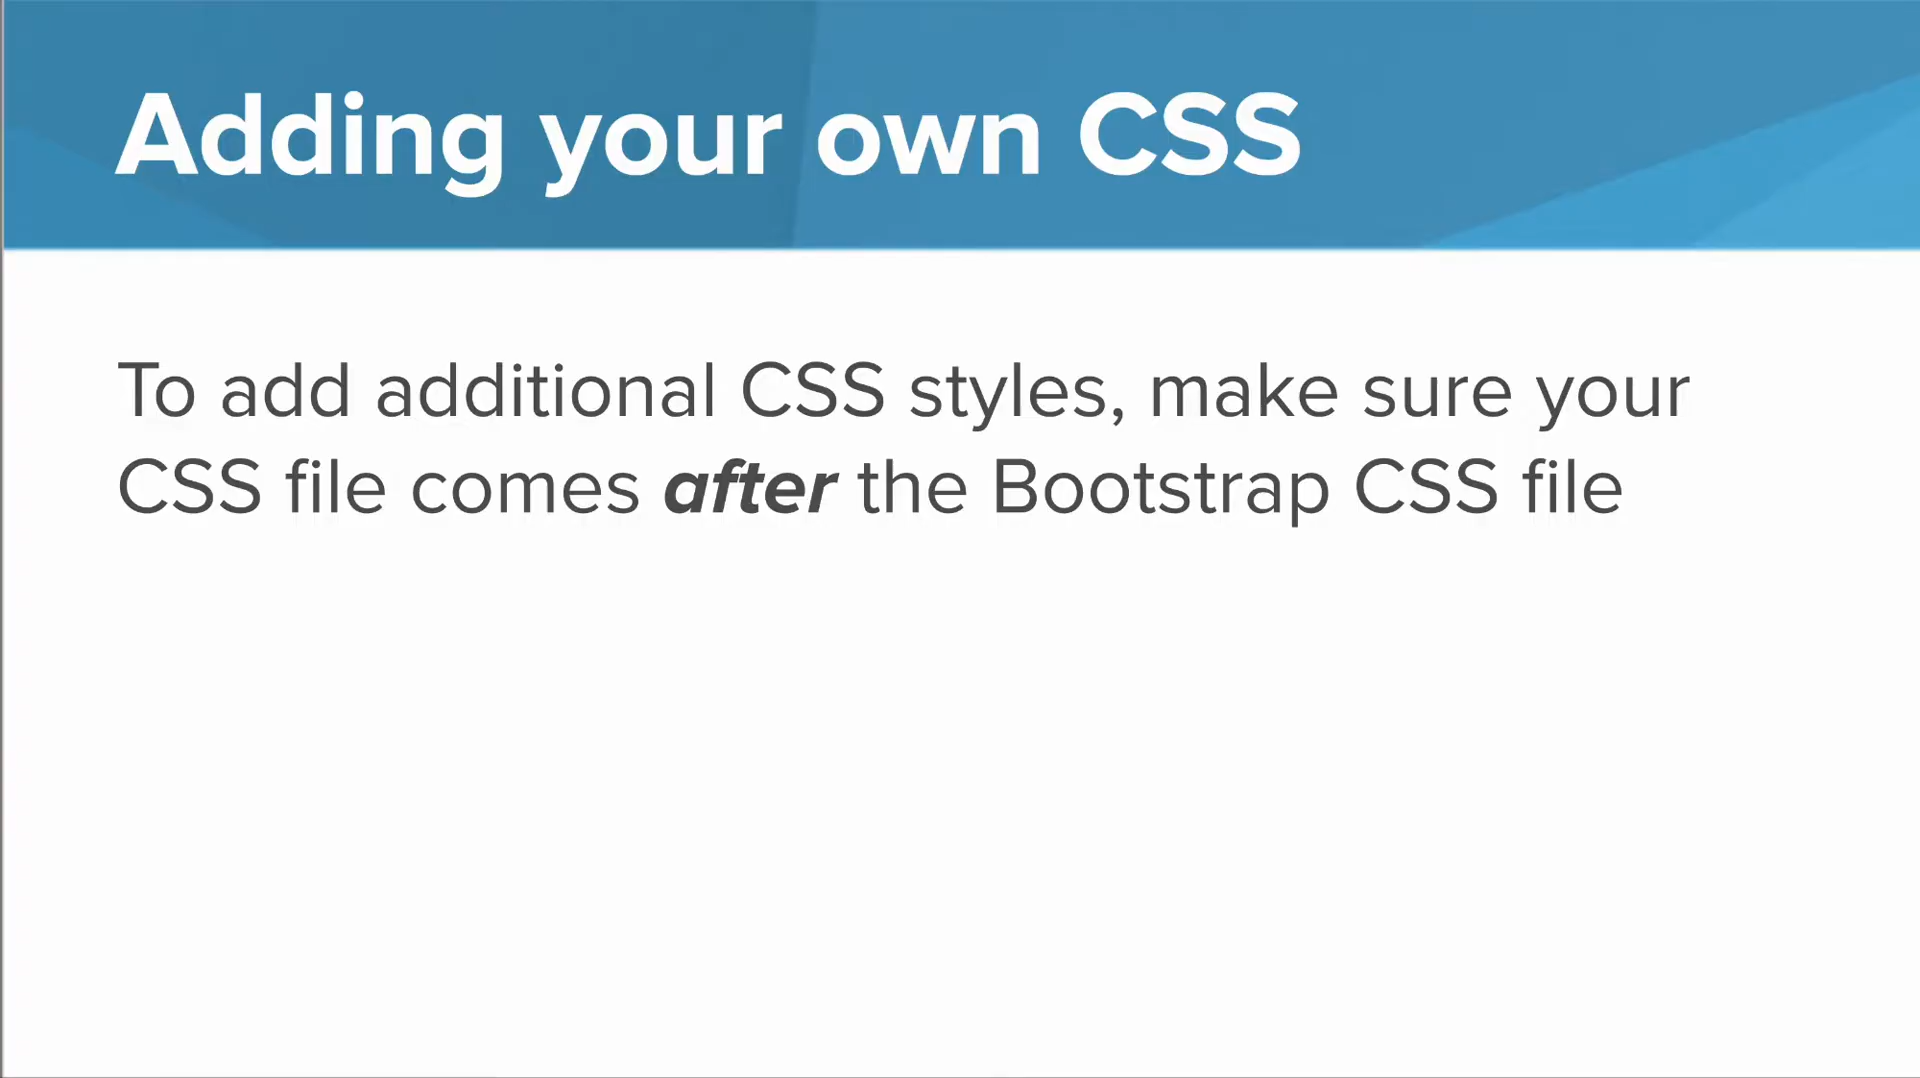 Adding your own CSS
To add additional CSS styles, make sure your
CSS file comes after the Bootstrap CSS file